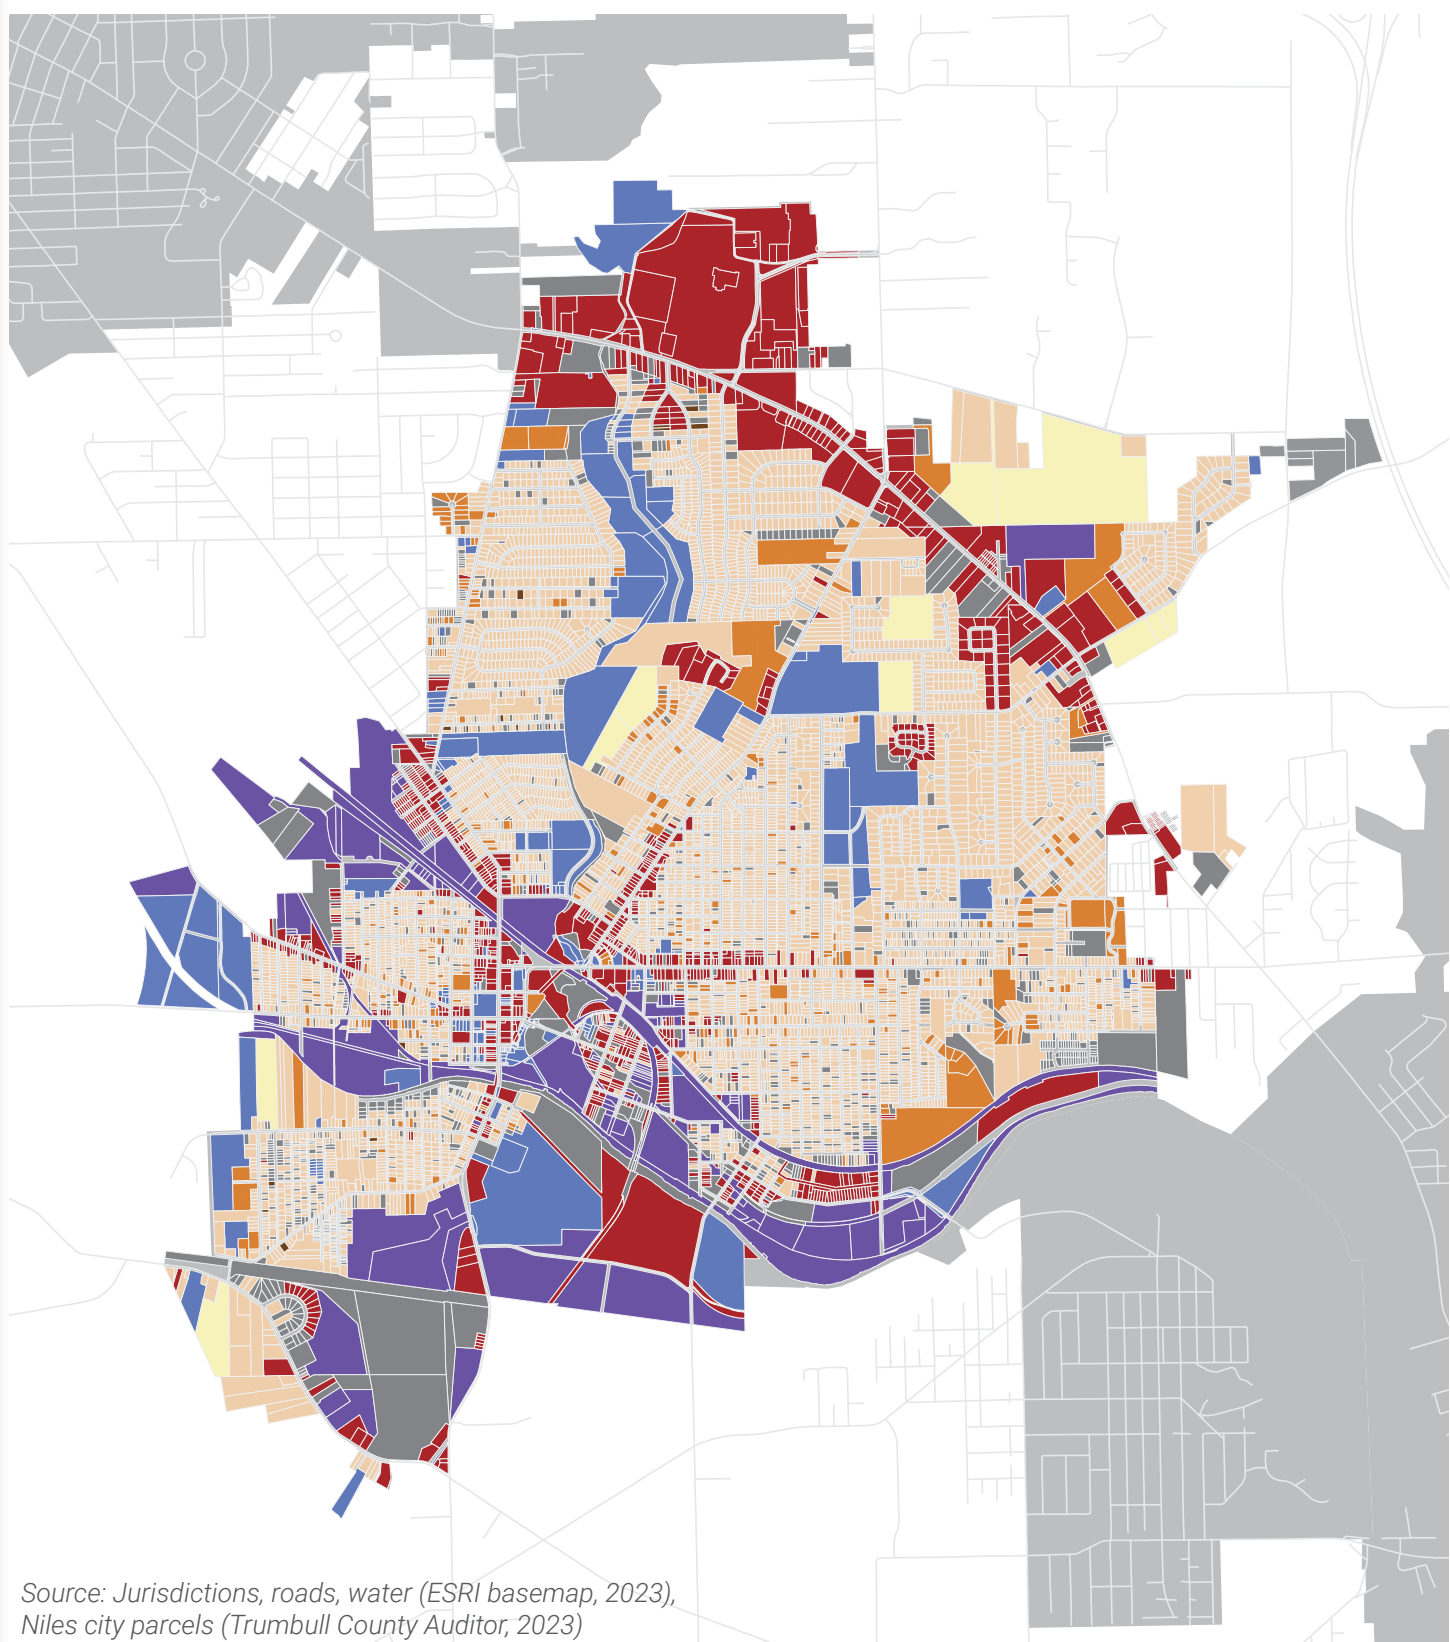 Source: Jurisdictions, roads, water (ESRI basemap, 2023),
Niles city parcels (Trumbull County Auditor, 2023)